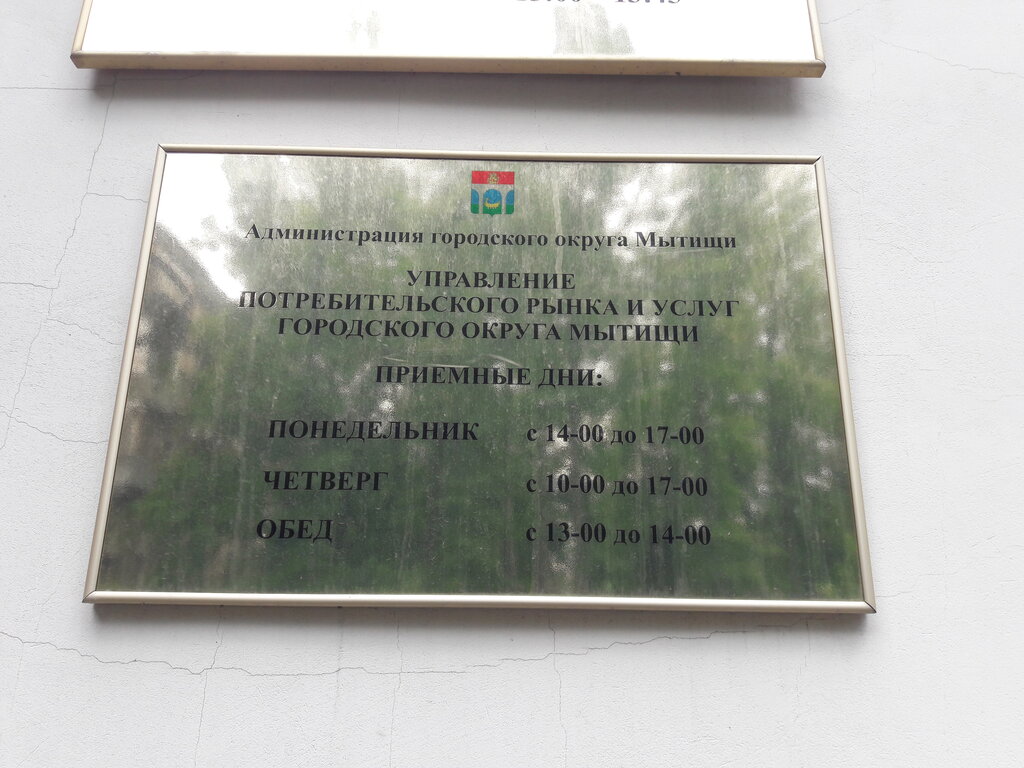 Администрация городского округа Мытищи
УПРАВЛЕНИЕ
ПОТРЕБИТЕЛЬСКОГО РЫНКА И УСЛУГ
ГОРОДСКОГО ОКРУГА МЫТИЩИ
ПРИЕМНЫЕ ДНИ:
ПОНЕДЕЛЬНИК с 14-00 до 17-00
ЧЕТВЕРГ с 10-00 до 17-00
ОБЕД с 13-00 до 14-00